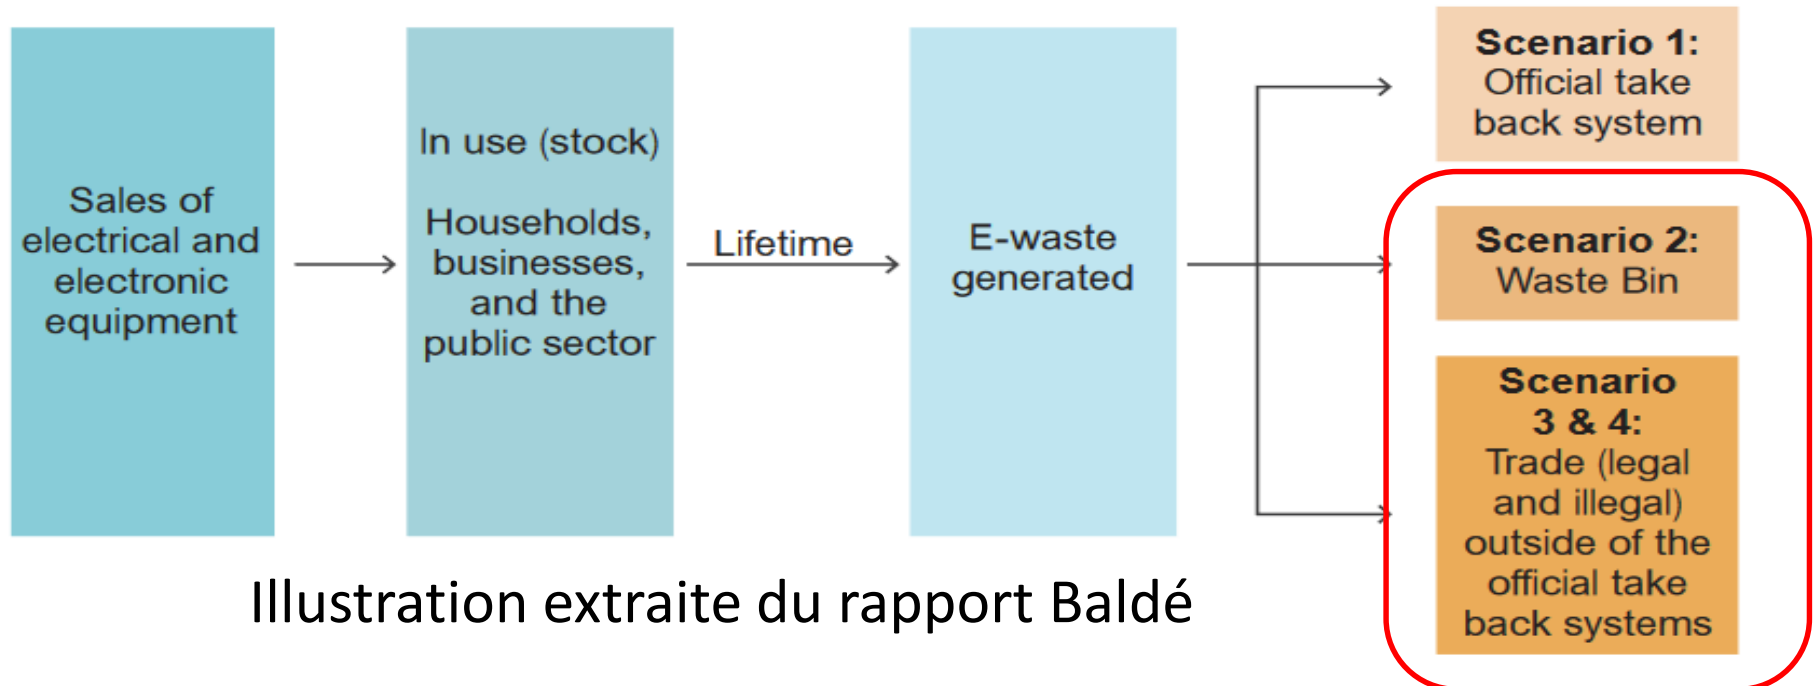 Sales of
electrical and
electronic
equipment
In use (stock)
Households,
businesses,
and the
public sector
Lifetime
E-waste
generated
Scenario 1:
Official take
back system
Scenario 2:
Waste Bin
Scenario
3 & 4:
Trade (legal
and illegal)
outside of the
official take
back systems
Illustration extraite du rapport Baldé